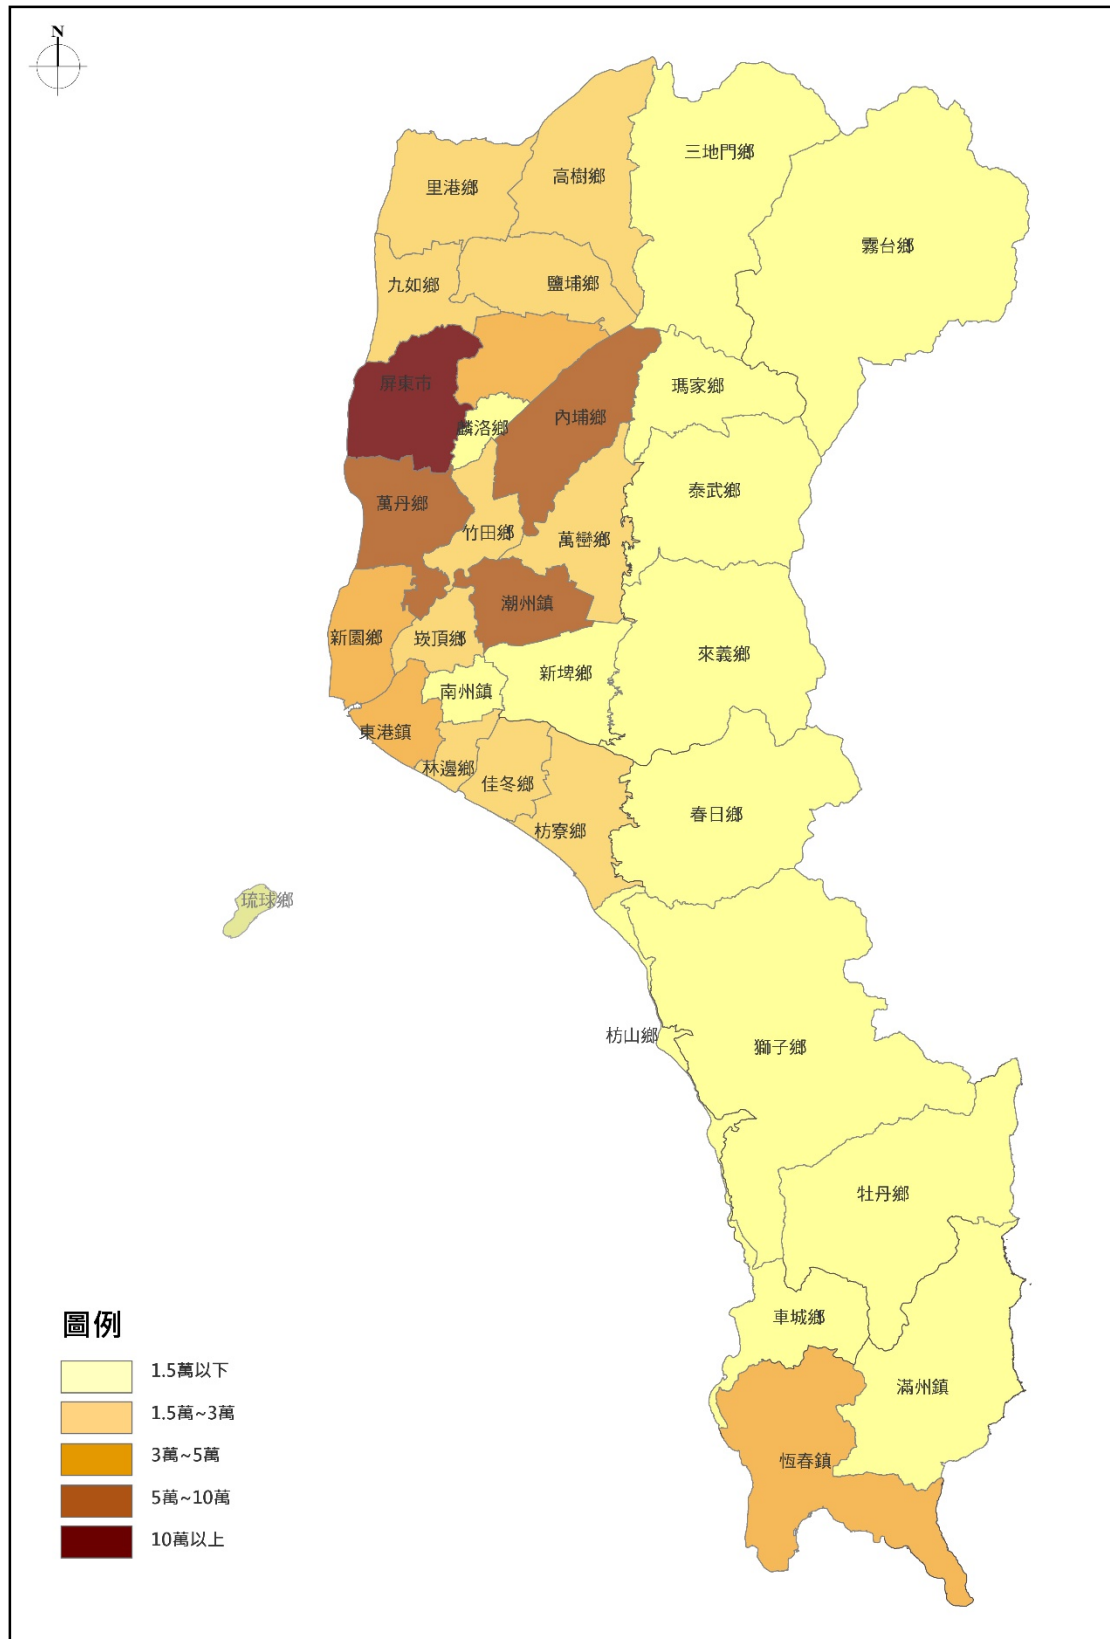 N
三地門鄉
高樹鄉
里港鄉
霧台鄉
九如鄉
鹽埔鄉
屏東市
瑪家鄉
內埔鄉
麟洛鄉
泰武鄉
萬丹鄉
竹田鄉
萬巒鄉
潮州鎮
新園鄉
崁頂鄉
來義鄉
新埤鄉
南州鎮
東港鎮
林邊鄉
佳冬鄉
春日鄉
枋寮鄉
琉球鄉
枋山鄉
獅子鄉
牡丹鄉
車城鄉
滿州鎮
恆春鎮
圖例
1.5萬以下
1.5萬~3萬
3萬~5萬
5萬~10萬
10萬以上